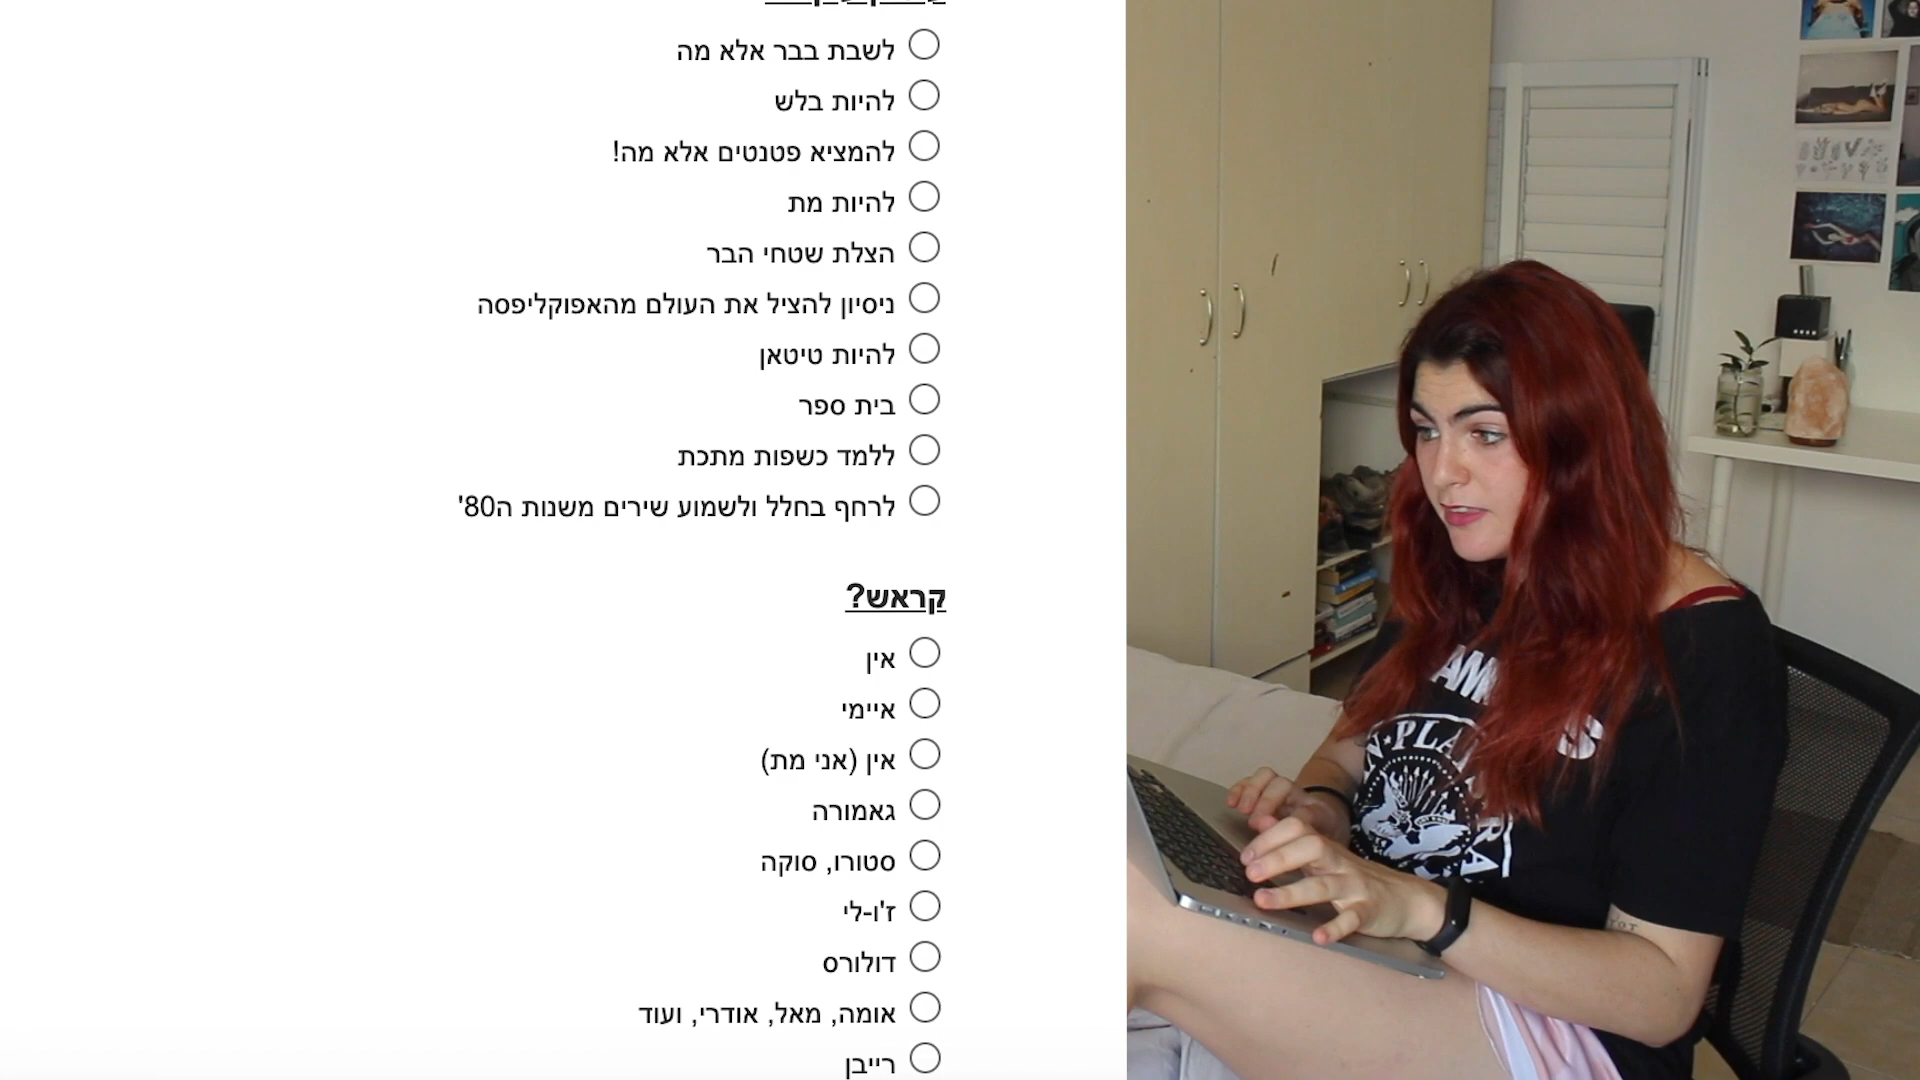 לשבת בבר אלא מה
להיות בלש
להמציא פטנטים אלא מה!
להיות מת
הצלת שטחי הבר
ניסיון להציל את העולם מהאפוקליפסה
להיות טיטאן
בית ספר
ללמד כשפות מתכת
לרחף בחלל ולשמוע שירים משנות ה80'
קראש?
אין
איימי
אין (אני מת)
גאמורה
סטורו, סוקה
ז'ו-לי
דולורס
אומה, מאל, אודרי, ועוד
רייבן